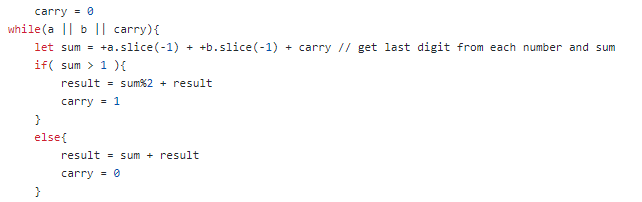 carry = 0
while(a || b || carry){
let sum = +a.slice(-1) + +b.slice(-1) + carry // get last digit from each number and sum
if( sum > 1 ){
result = sum%2 + result
carry = 1
}
else{
result = sum + result
carry = 0
}